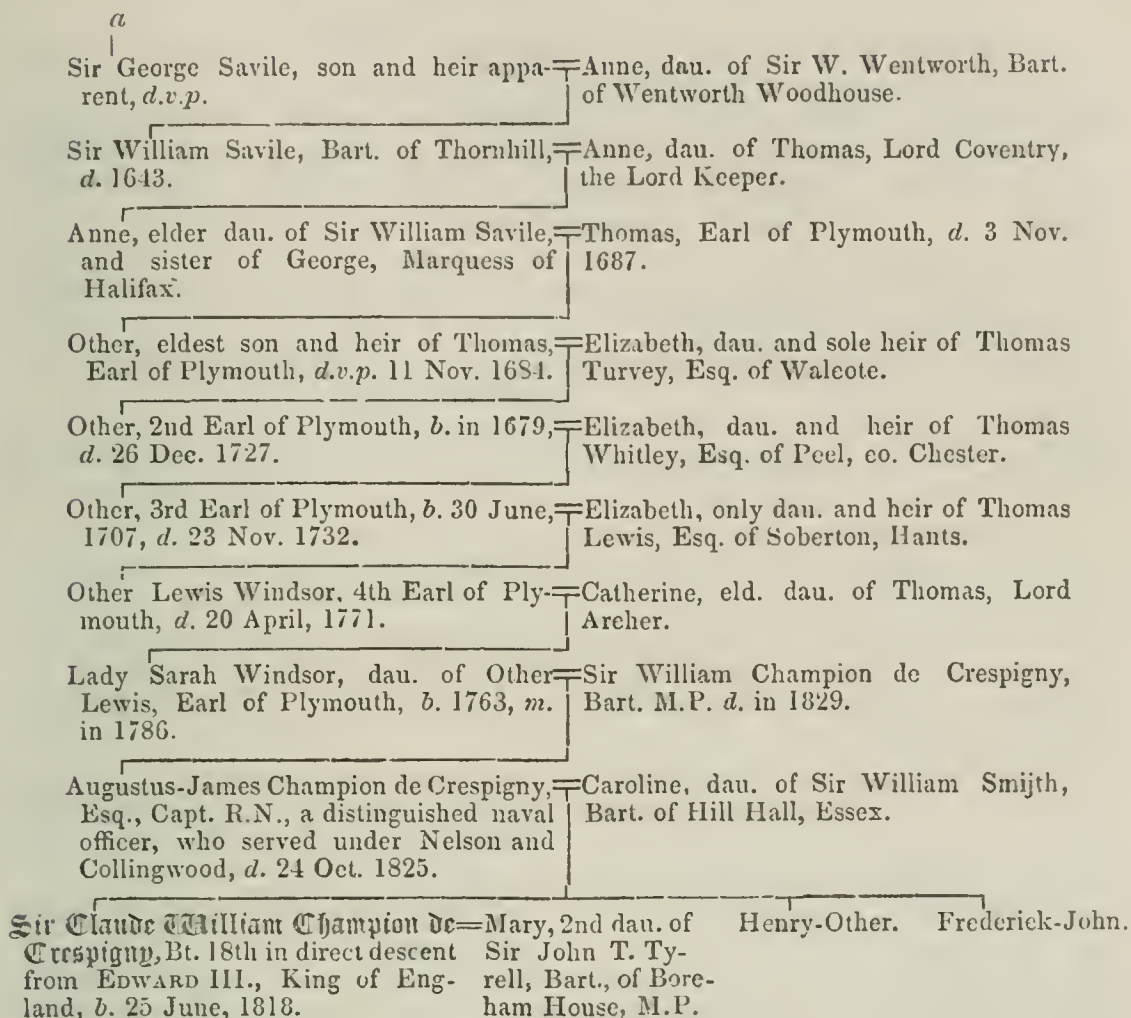 a
Sir George Savile, son and heir appa-
rent, d.v.p.
Anne, dau. of Sir W. Wentworth, Bart.
of Wentworth Woodhouse.
Sir William Savile, Bart. of Thornhill,
d. 1643.
Anne, dau. of Thomas, Lord Coventry,
the Lord Keeper.
Anne, elder dau. of Sir William Savile,
and sister of George, Marquess of
Halifax.
Thomas, Earl of Plymouth, d. 3 Nov.
1687.
Other, eldest son and heir of Thomas,
Earl of Plymouth, d.v.p. 11 Nov. 1684.
Elizabeth, dau. and sole heir of Thomas
Turvey, Esq. of Walcote.
Other, 2nd Earl of Plymouth, b. in 1679,
d. 26 Dec. 1727.
Elizabeth, dau. and heir of Thomas
Whitley, Esq. of Peel, co. Chester.
Other, 3rd Earl of Plymouth, b. 30 June,
1707, d. 23 Nov. 1732.
Elizabeth, only dau. and heir of Thomas
Lewis, Esq. of Soberton, Hants.
Other Lewis Windsor, 4th Earl of Ply-
mouth, d. 20 April, 1771.
Catherine, eld. dau. of Thomas, Lord
Archer.
Lady Sarah Windsor, dau. of Other
Lewis, Earl of Plymouth, b. 1763, m.
in 1786.
Sir William Champion de Crespigny,
Bart. M.P. d. in 1829.
Augustus-James Champion de Crespigny,
Esq., Capt. R.N., a distinguished naval
officer, who served under Nelson and
Collingwood, d. 24 Oct. 1825.
Caroline, dau. of Sir William Smijth,
Bart. of Hill Hall, Essex.
Sir Claude William Champion de
Crespigny, Bt. 18th in direct descent
from EDWARD III., King of Eng-
land, b. 25 June, 1818.
Mary, 2nd dau. of
Sir John T. Ty-
rell, Bart., of Bore-
ham House, M.P.
Henry-Other.
Frederick-John.